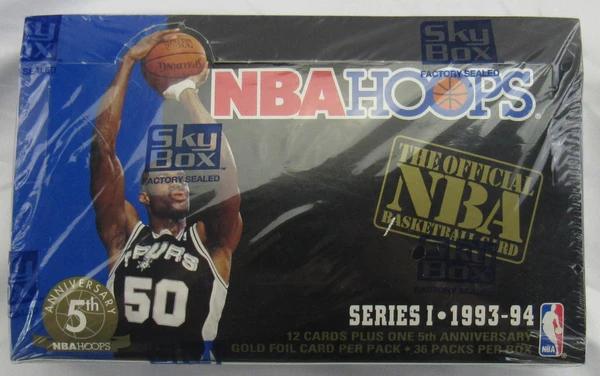 Sky
Box
FACTORY SEALED
SEALED
NBA HOOPS
Sky
Box
FACTORY SEALED
THE OFFICIAL
NBA
BASKETBALL CARD
Sky
Box
SPURS
50
ANNIVERSARY
5th
NBA HOOPS
SERIES I • 1993-94
12 CARDS PLUS ONE 5th ANNIVERSARY
GOLD FOIL CARD PER PACK • 36 PACKS PER BOX
NBA